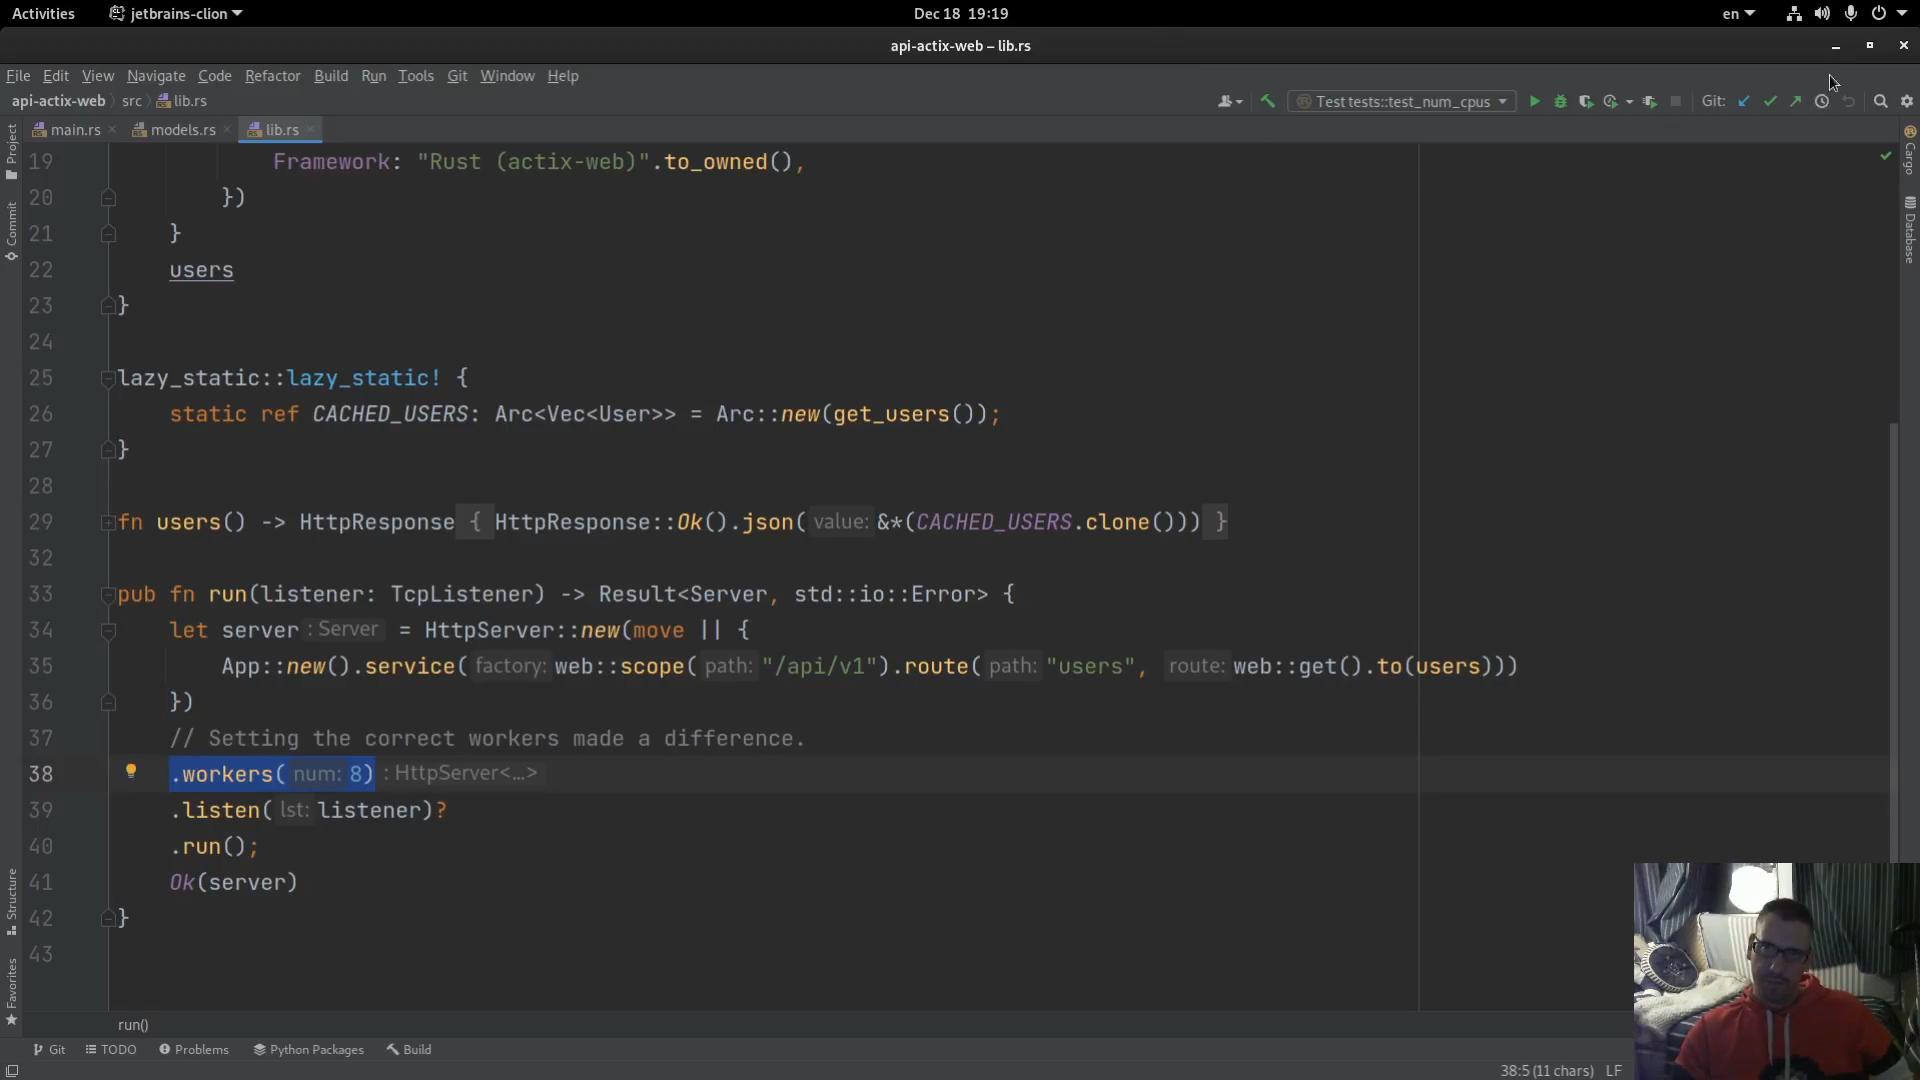 Activities jetbrains-clion Dec 18 19:19 en
api-actix-web – lib.rs
File Edit View Navigate Code Refactor Build Run Tools Git Window Help
api-actix-web src lib.rs Test tests::test_num_cpus Git:
main.rs models.rs lib.rs
Project
Commit
Structure
Favorites
Cargo
Database
19 Framework: "Rust (actix-web)".to_owned(),
20 })
21 }
22 users
23 }
24
25 lazy_static::lazy_static! {
26 static ref CACHED_USERS: Arc<Vec<User>> = Arc::new(get_users());
27 }
28
29 fn users() -> HttpResponse { HttpResponse::Ok().json( value: &*(CACHED_USERS.clone())) }
32
33 pub fn run(listener: TcpListener) -> Result<Server, std::io::Error> {
34 let server : Server = HttpServer::new(move || {
35 App::new().service( factory: web::scope( path: "/api/v1").route( path: "users", route: web::get().to(users)))
36 })
37 // Setting the correct workers made a difference.
38 .workers( num: 8) : HttpServer<...>
39 .listen( lst: listener)?
40 .run();
41 Ok(server)
42 }
43
run()
Git TODO Problems Python Packages Build
38:5 (11 chars) LF